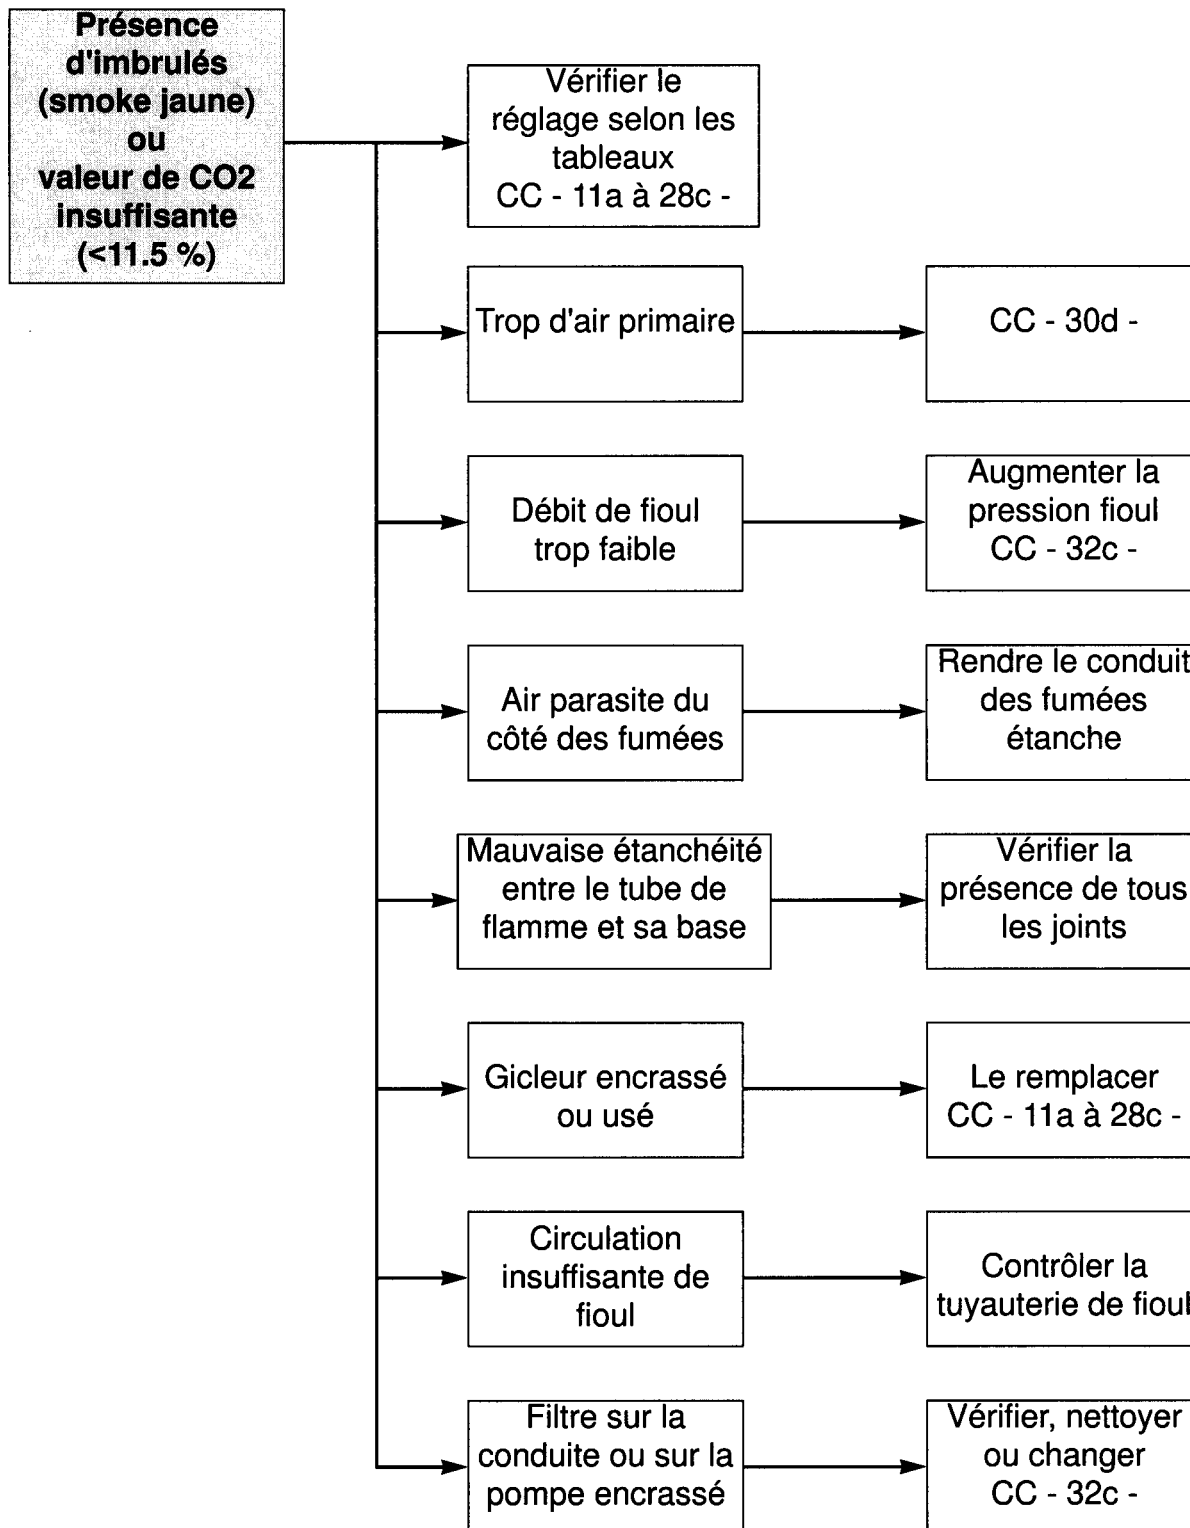 Présence
d'imbrulés
(smoke jaune)
ou
valeur de CO2
insuffisante
(<11.5 %)
Vérifier le
réglage selon les
tableaux
CC - 11a à 28c -
Trop d'air primaire
CC - 30d -
Débit de fioul
trop faible
Augmenter la
pression fioul
CC - 32c -
Air parasite du
côté des fumées
Rendre le conduit
des fumées
étanche
Mauvaise étanchéité
entre le tube de
flamme et sa base
Vérifier la
présence de tous
les joints
Gicleur encrassé
ou usé
Le remplacer
CC - 11a à 28c -
Circulation
insuffisante de
fioul
Contrôler la
tuyauterie de fioul
Filtre sur la
conduite ou sur la
pompe encrassé
Vérifier, nettoyer
ou changer
CC - 32c -